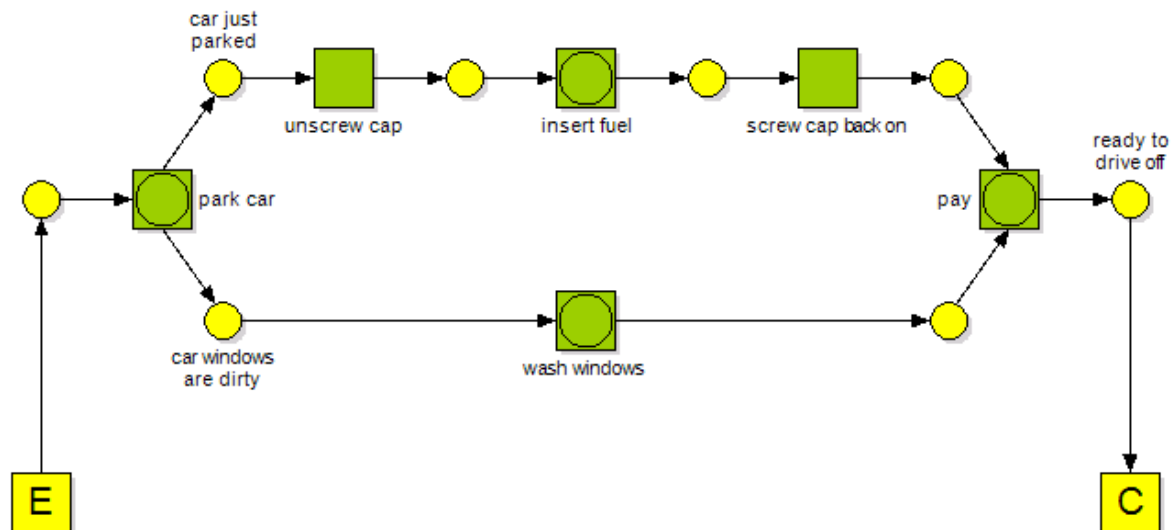 car just
parked
unscrew cap
insert fuel
screw cap back on
ready to
drive off
park car
pay
car windows
are dirty
wash windows
E
C